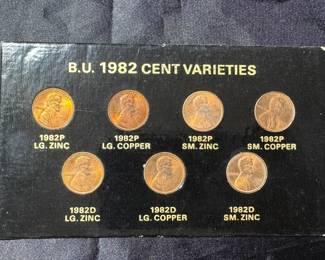 B.U. 1982 CENT VARIETIES
1982P 1982P 1982P 1982P
LG. ZINC LG. COPPER SM. ZINC SM. COPPER
1982D 1982D 1982D
LG. ZINC LG. COPPER SM. ZINC